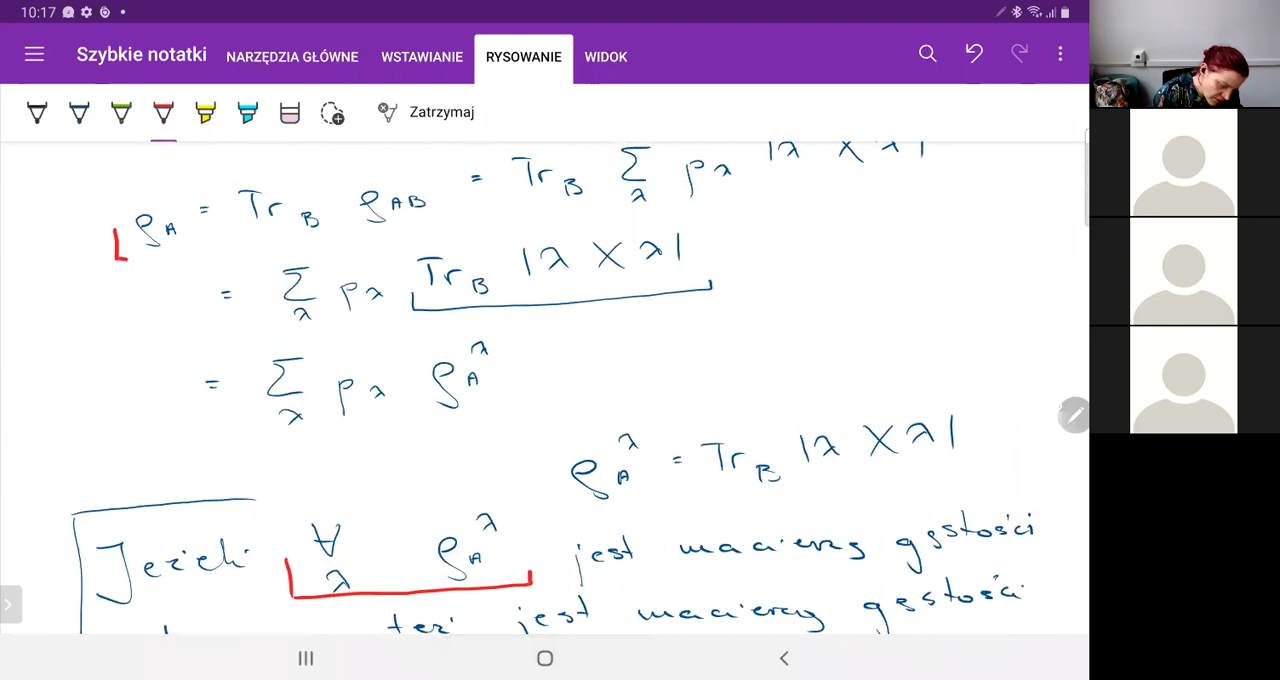 10:17
Szybkie notatki NARZĘDZIA GŁÓWNE WSTAWIANIE RYSOWANIE WIDOK
Zatrzymaj
ρ_A = Tr_B ρ_AB = Tr_B Σ_λ p_λ |λ X λ|
= Σ_λ p_λ Tr_B |λ X λ|
= Σ_λ p_λ ρ_A^λ
ρ_A^λ = Tr_B |λ X λ|
Jeżeli ∀_λ ρ_A^λ jest macierzą gęstości
też jest macierzą gęstości